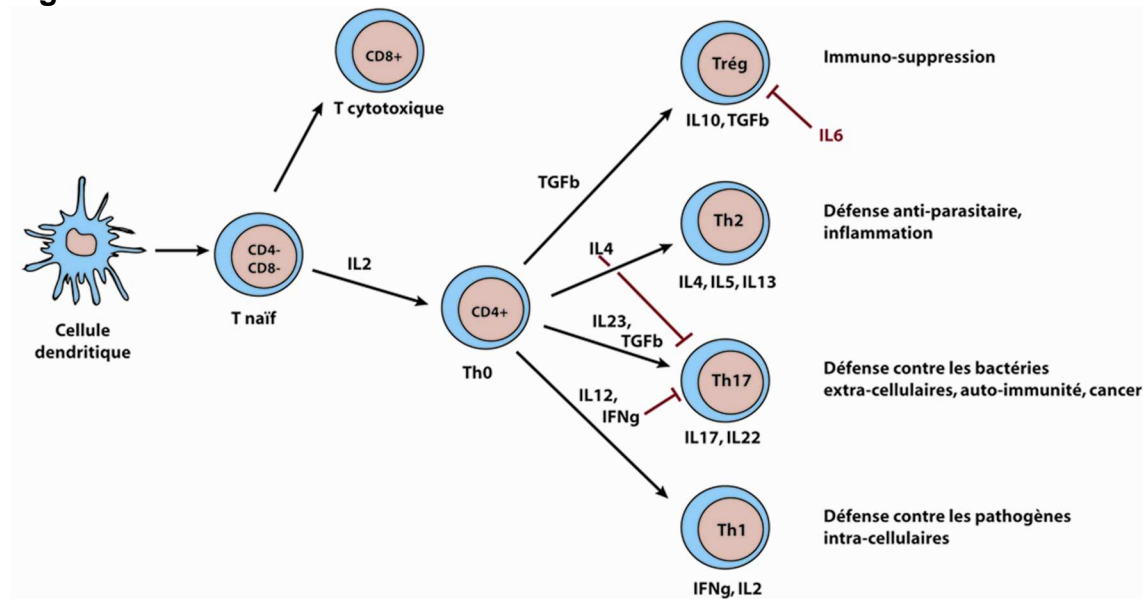 CD8+
T cytotoxique
Cellule
dendritique
CD4-
CD8-
T naïf
IL2
CD4+
Th0
TGFb
IL4
IL23,
TGFb
IL12,
IFNg
Trég
IL10, TGFb
IL6
Immuno-suppression
Th2
IL4, IL5, IL13
Défense anti-parasitaire,
inflammation
Th17
IL17, IL22
Défense contre les bactéries
extra-cellulaires, auto-immunité, cancer
Th1
IFNg, IL2
Défense contre les pathogènes
intra-cellulaires